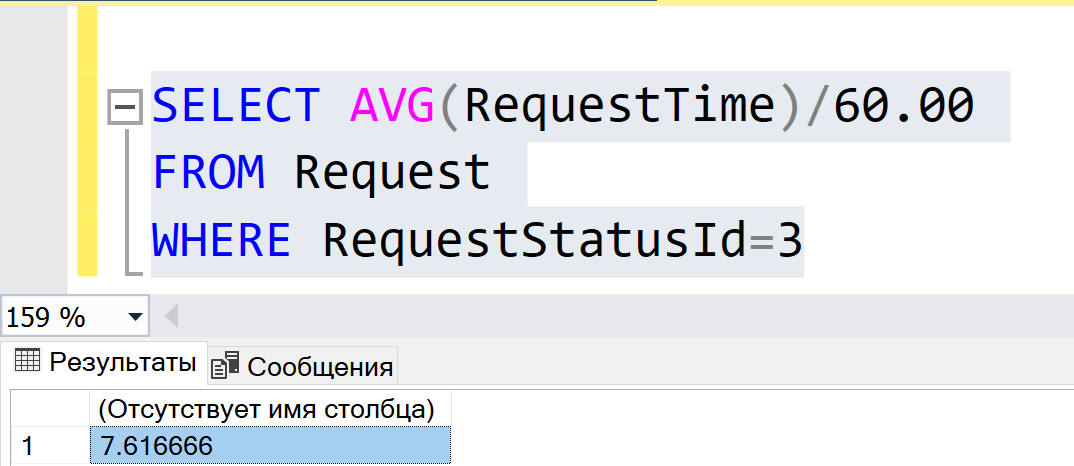 SELECT AVG(RequestTime)/60.00
FROM Request
WHERE RequestStatusId=3
159 %
Результаты Сообщения
(Отсутствует имя столбца)
1 7.616666